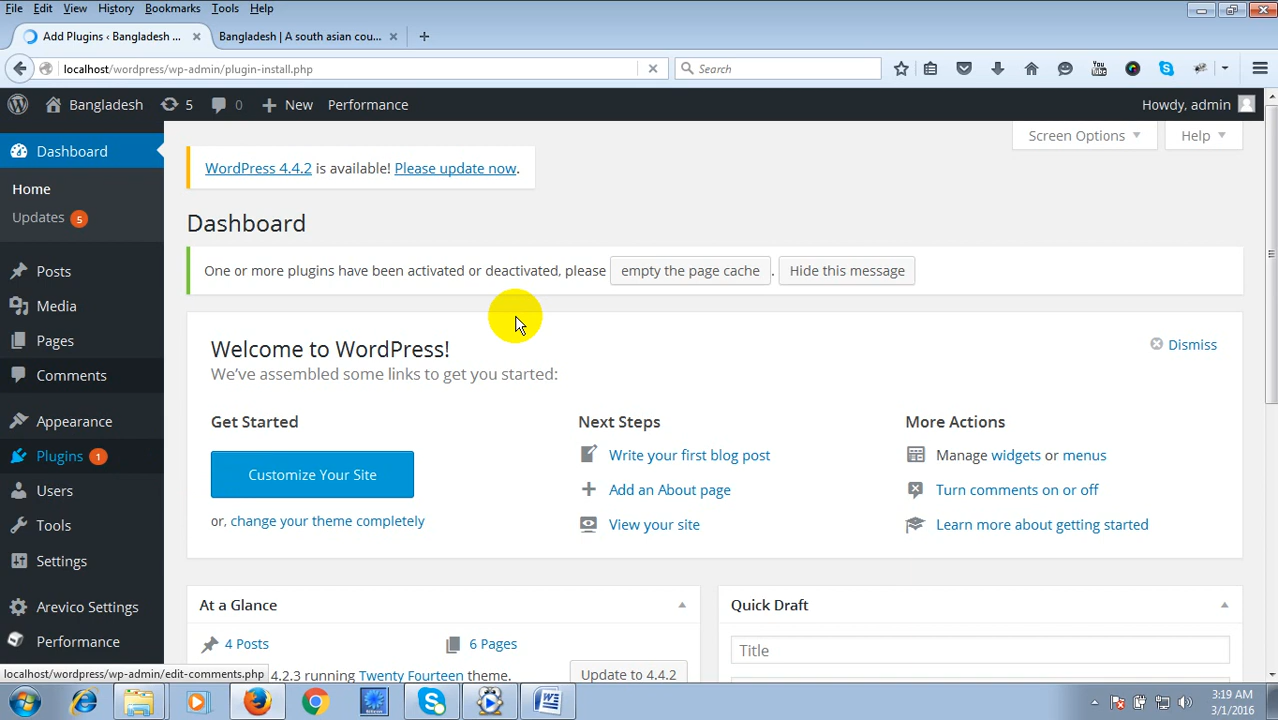 File Edit View History Bookmarks Tools Help
Add Plugins ‹ Bangladesh ... × Bangladesh | A south asian cou... × +
localhost/wordpress/wp-admin/plugin-install.php Search
Bangladesh 5 0 New Performance Howdy, admin
Screen Options Help
Dashboard
Home
Updates 5
Posts
Media
Pages
Comments
Appearance
Plugins 1
Users
Tools
Settings
Arevico Settings
Performance
WordPress 4.4.2 is available! Please update now.
Dashboard
One or more plugins have been activated or deactivated, please empty the page cache . Hide this message
Welcome to WordPress! Dismiss
We've assembled some links to get you started:
Get Started
Customize Your Site
or, change your theme completely
Next Steps
Write your first blog post
Add an About page
View your site
More Actions
Manage widgets or menus
Turn comments on or off
Learn more about getting started
At a Glance
4 Posts 6 Pages
4.2.3 running Twenty Fourteen theme. Update to 4.4.2
Quick Draft
Title
localhost/wordpress/wp-admin/edit-comments.php
3:19 AM
3/1/2016